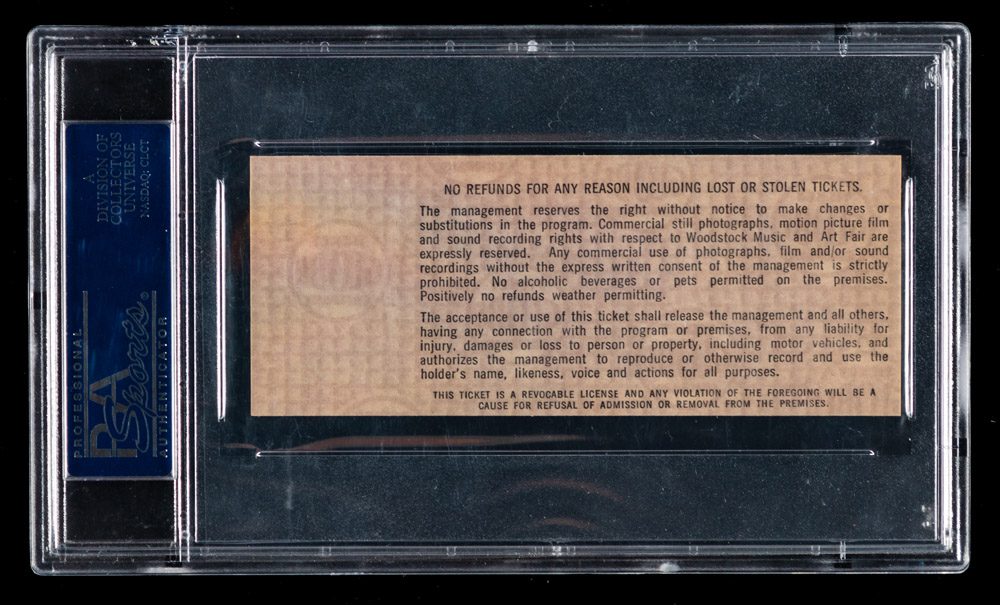 A
DIVISION OF
COLLECTORS
UNIVERSE
NASDAQ: CLCT
PROFESSIONAL
PSA
Sports®
AUTHENTICATOR
NO REFUNDS FOR ANY REASON INCLUDING LOST OR STOLEN TICKETS.
The management reserves the right without notice to make changes or
substitutions in the program. Commercial still photographs, motion picture film
and sound recording rights with respect to Woodstock Music and Art Fair are
expressly reserved. Any commercial use of photographs, film and/or sound
recordings without the express written consent of the management is strictly
prohibited. No alcoholic beverages or pets permitted on the premises.
Positively no refunds weather permitting.
The acceptance or use of this ticket shall release the management and all others,
having any connection with the program or premises, from any liability for
injury, damages or loss to person or property, including motor vehicles, and
authorizes the management to reproduce or otherwise record and use the
holder's name, likeness, voice and actions for all purposes.
THIS TICKET IS A REVOCABLE LICENSE AND ANY VIOLATION OF THE FOREGOING WILL BE A
CAUSE FOR REFUSAL OF ADMISSION OR REMOVAL FROM THE PREMISES.